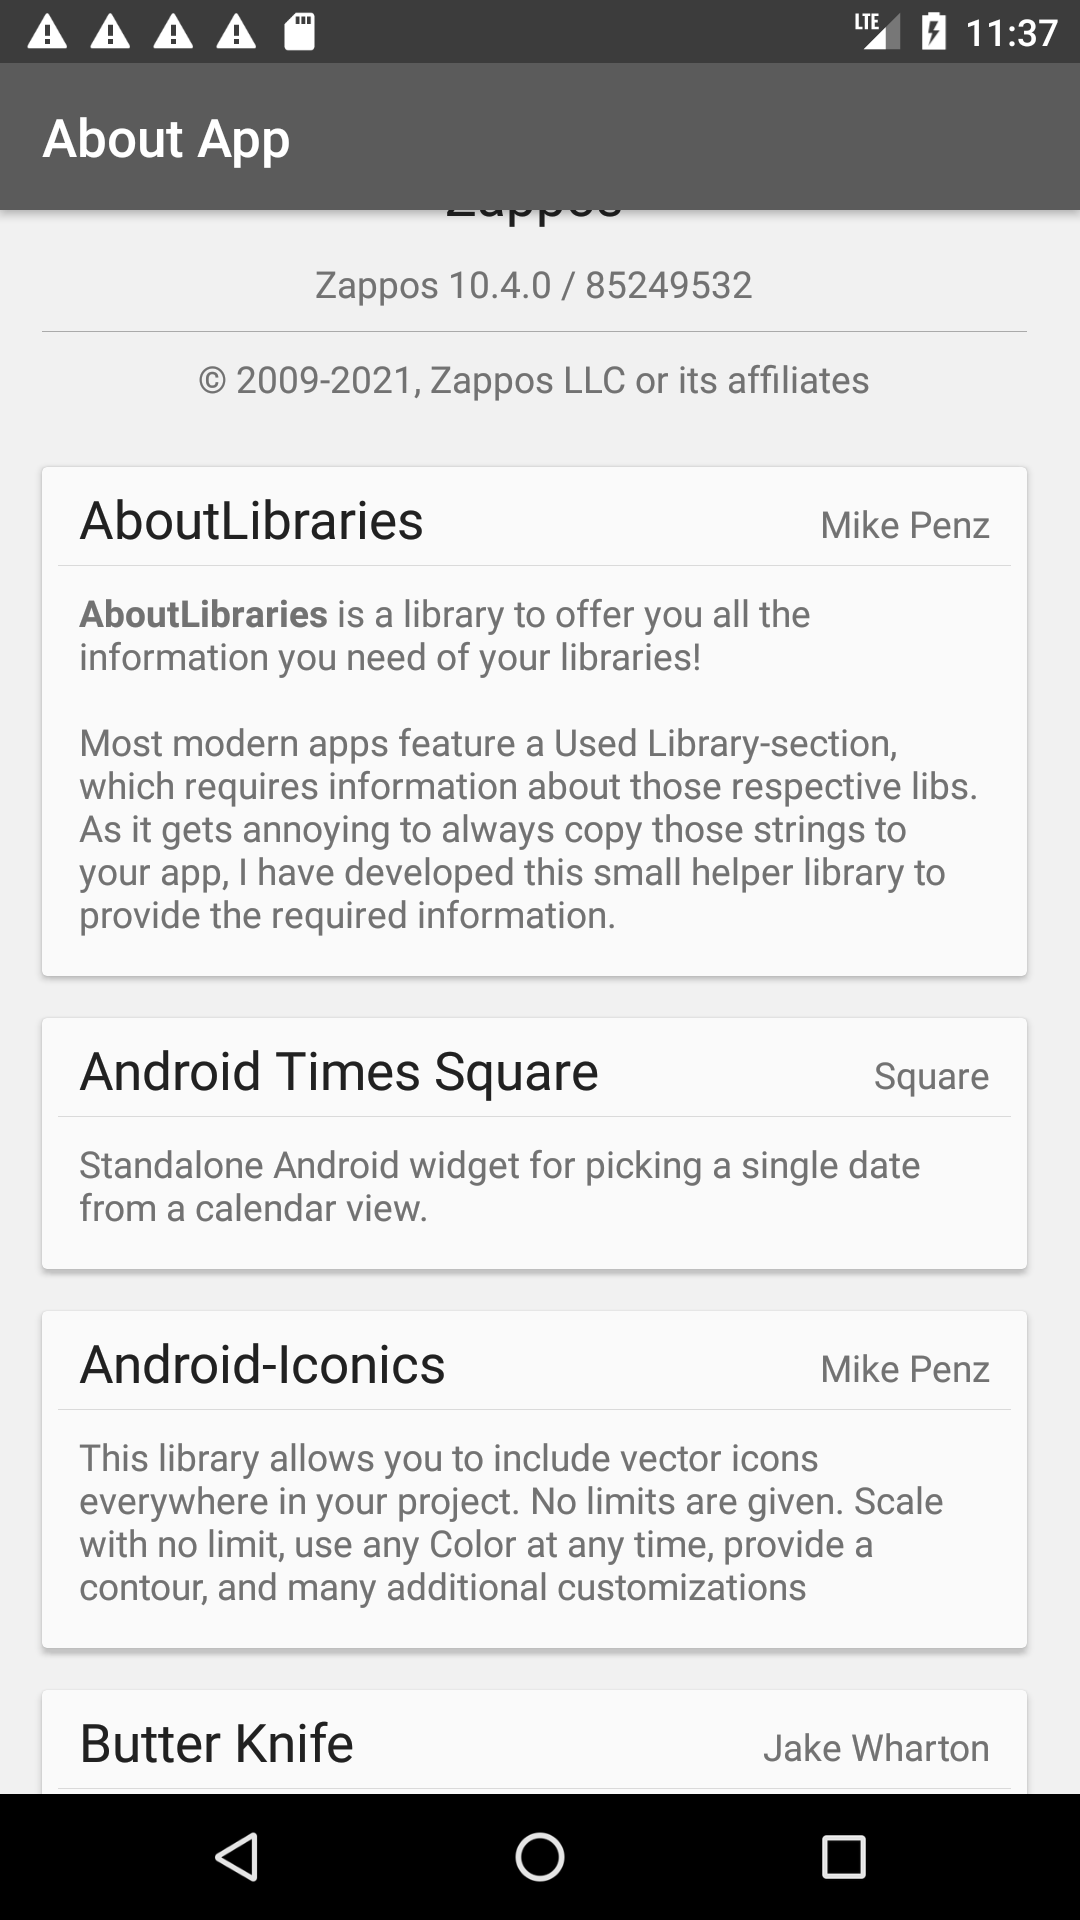 LTE 11:37
About App
Zappos
Zappos 10.4.0 / 85249532
© 2009-2021, Zappos LLC or its affiliates
AboutLibraries
Mike Penz
AboutLibraries is a library to offer you all the
information you need of your libraries!
Most modern apps feature a Used Library-section,
which requires information about those respective libs.
As it gets annoying to always copy those strings to
your app, I have developed this small helper library to
provide the required information.
Android Times Square
Square
Standalone Android widget for picking a single date
from a calendar view.
Android-Iconics
Mike Penz
This library allows you to include vector icons
everywhere in your project. No limits are given. Scale
with no limit, use any Color at any time, provide a
contour, and many additional customizations
Butter Knife
Jake Wharton